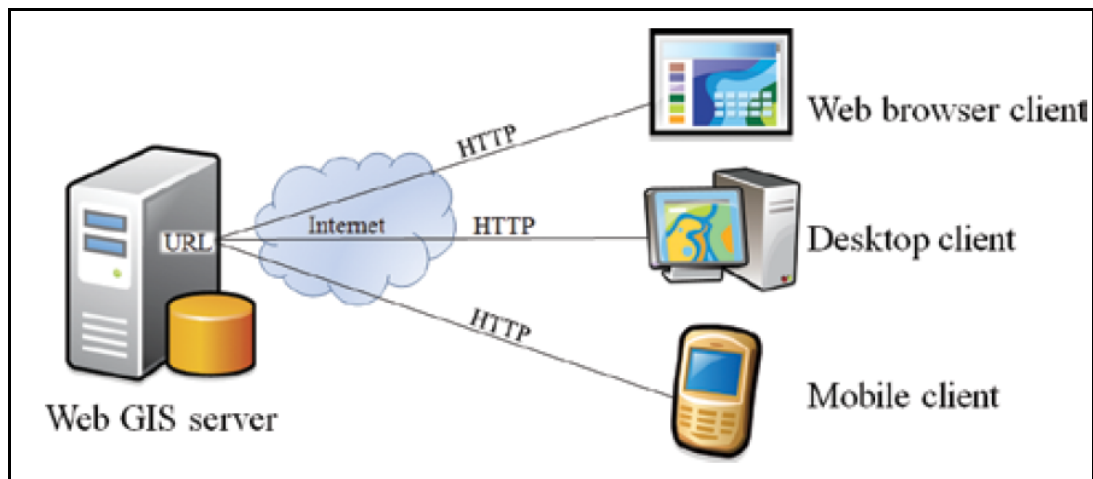 Web browser client
HTTP
Internet
HTTP
URL
Desktop client
HTTP
Mobile client
Web GIS server